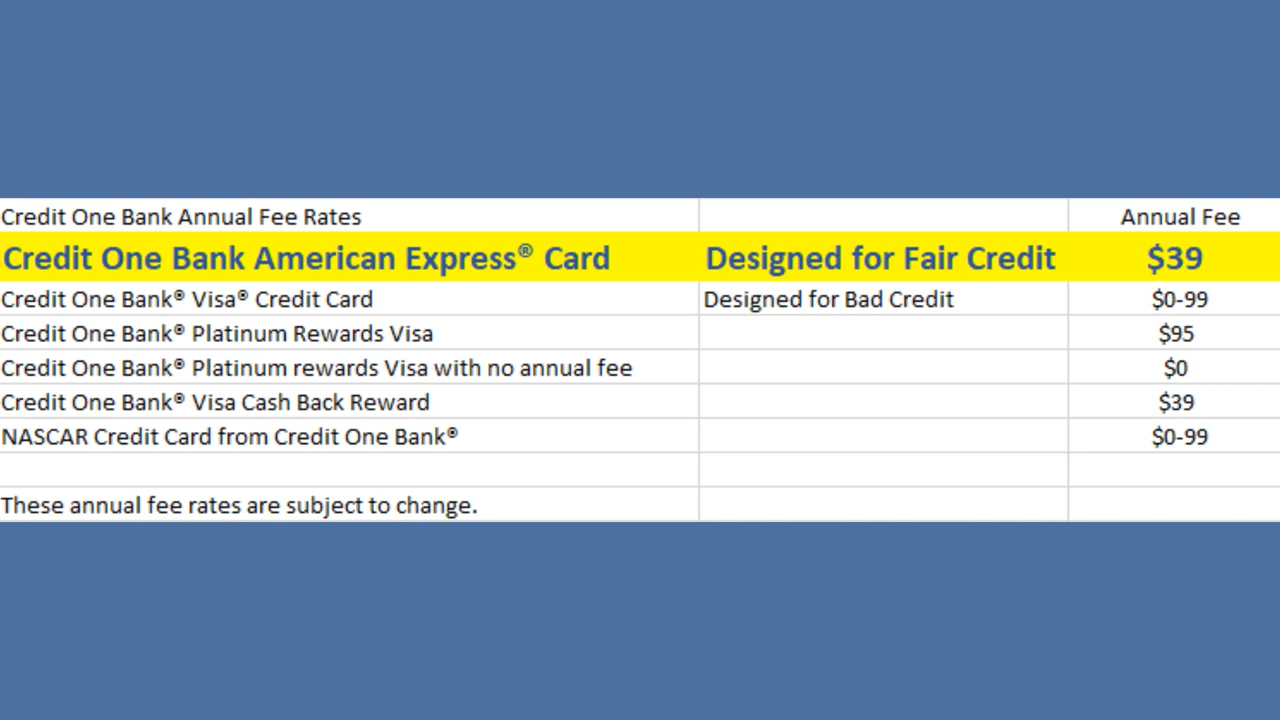 Credit One Bank Annual Fee Rates Annual Fee
Credit One Bank American Express® Card Designed for Fair Credit $39
Credit One Bank® Visa® Credit Card Designed for Bad Credit $0-99
Credit One Bank® Platinum Rewards Visa $95
Credit One Bank® Platinum rewards Visa with no annual fee $0
Credit One Bank® Visa Cash Back Reward $39
NASCAR Credit Card from Credit One Bank® $0-99
These annual fee rates are subject to change.